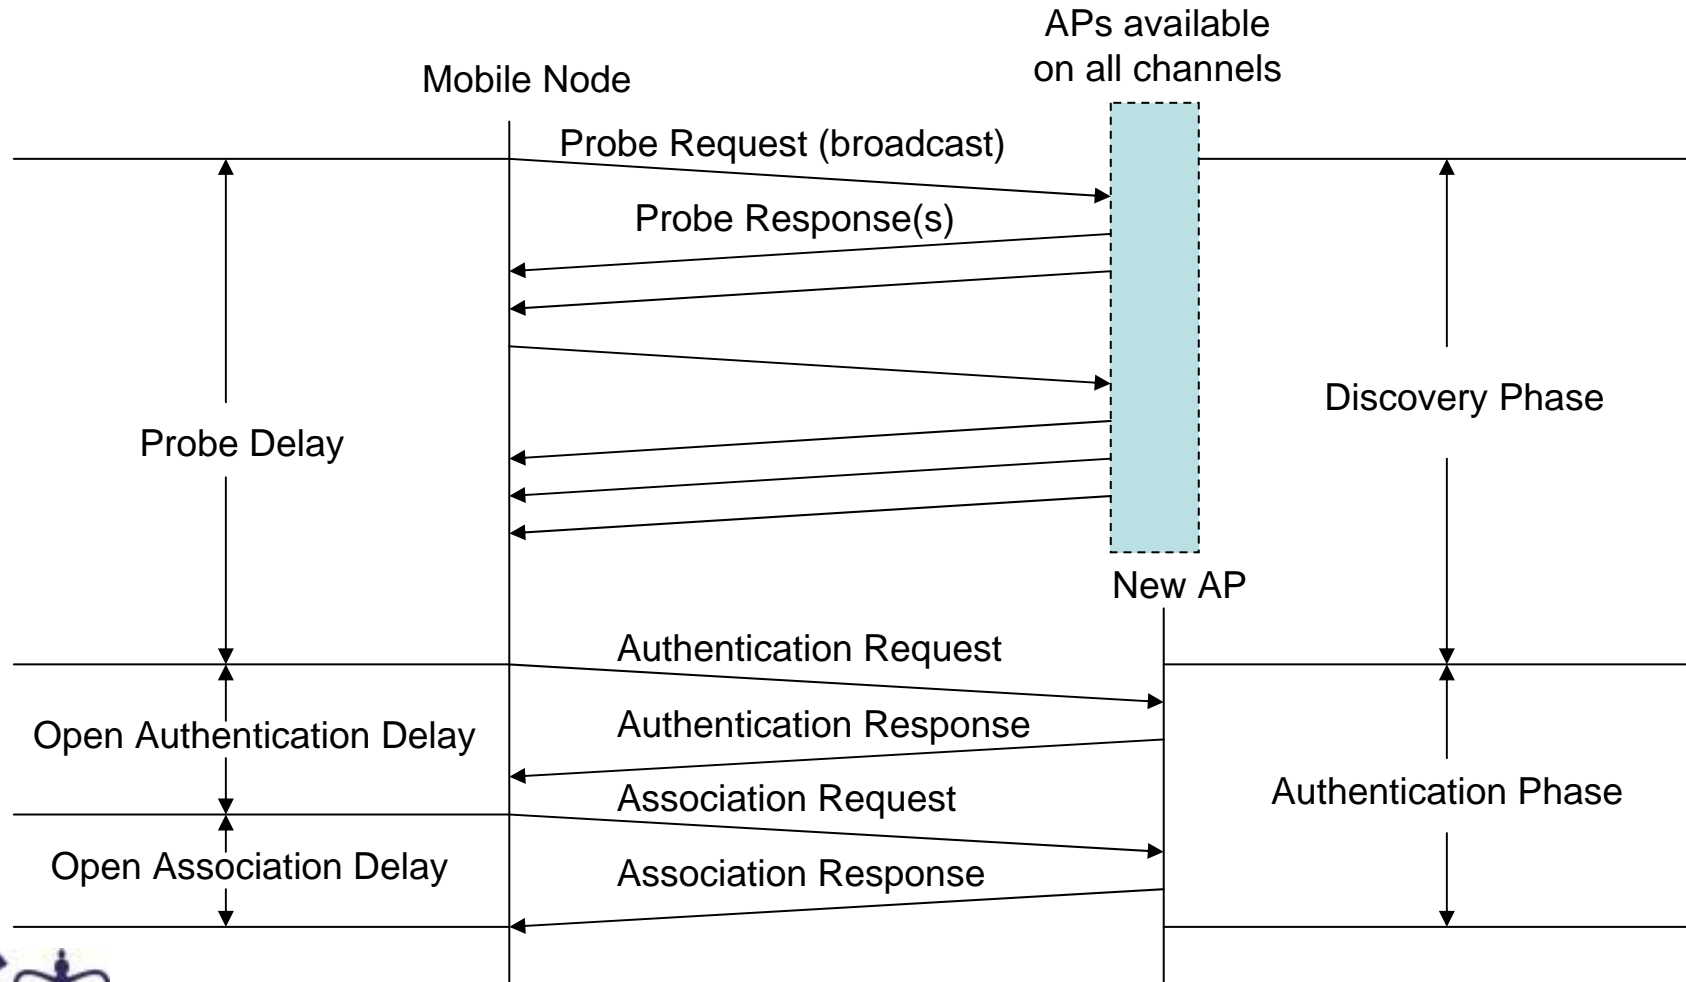 APs available
on all channels
Mobile Node
Probe Request (broadcast)
Probe Response(s)
Discovery Phase
Probe Delay
New AP
Authentication Request
Authentication Response
Open Authentication Delay
Association Request
Authentication Phase
Open Association Delay
Association Response